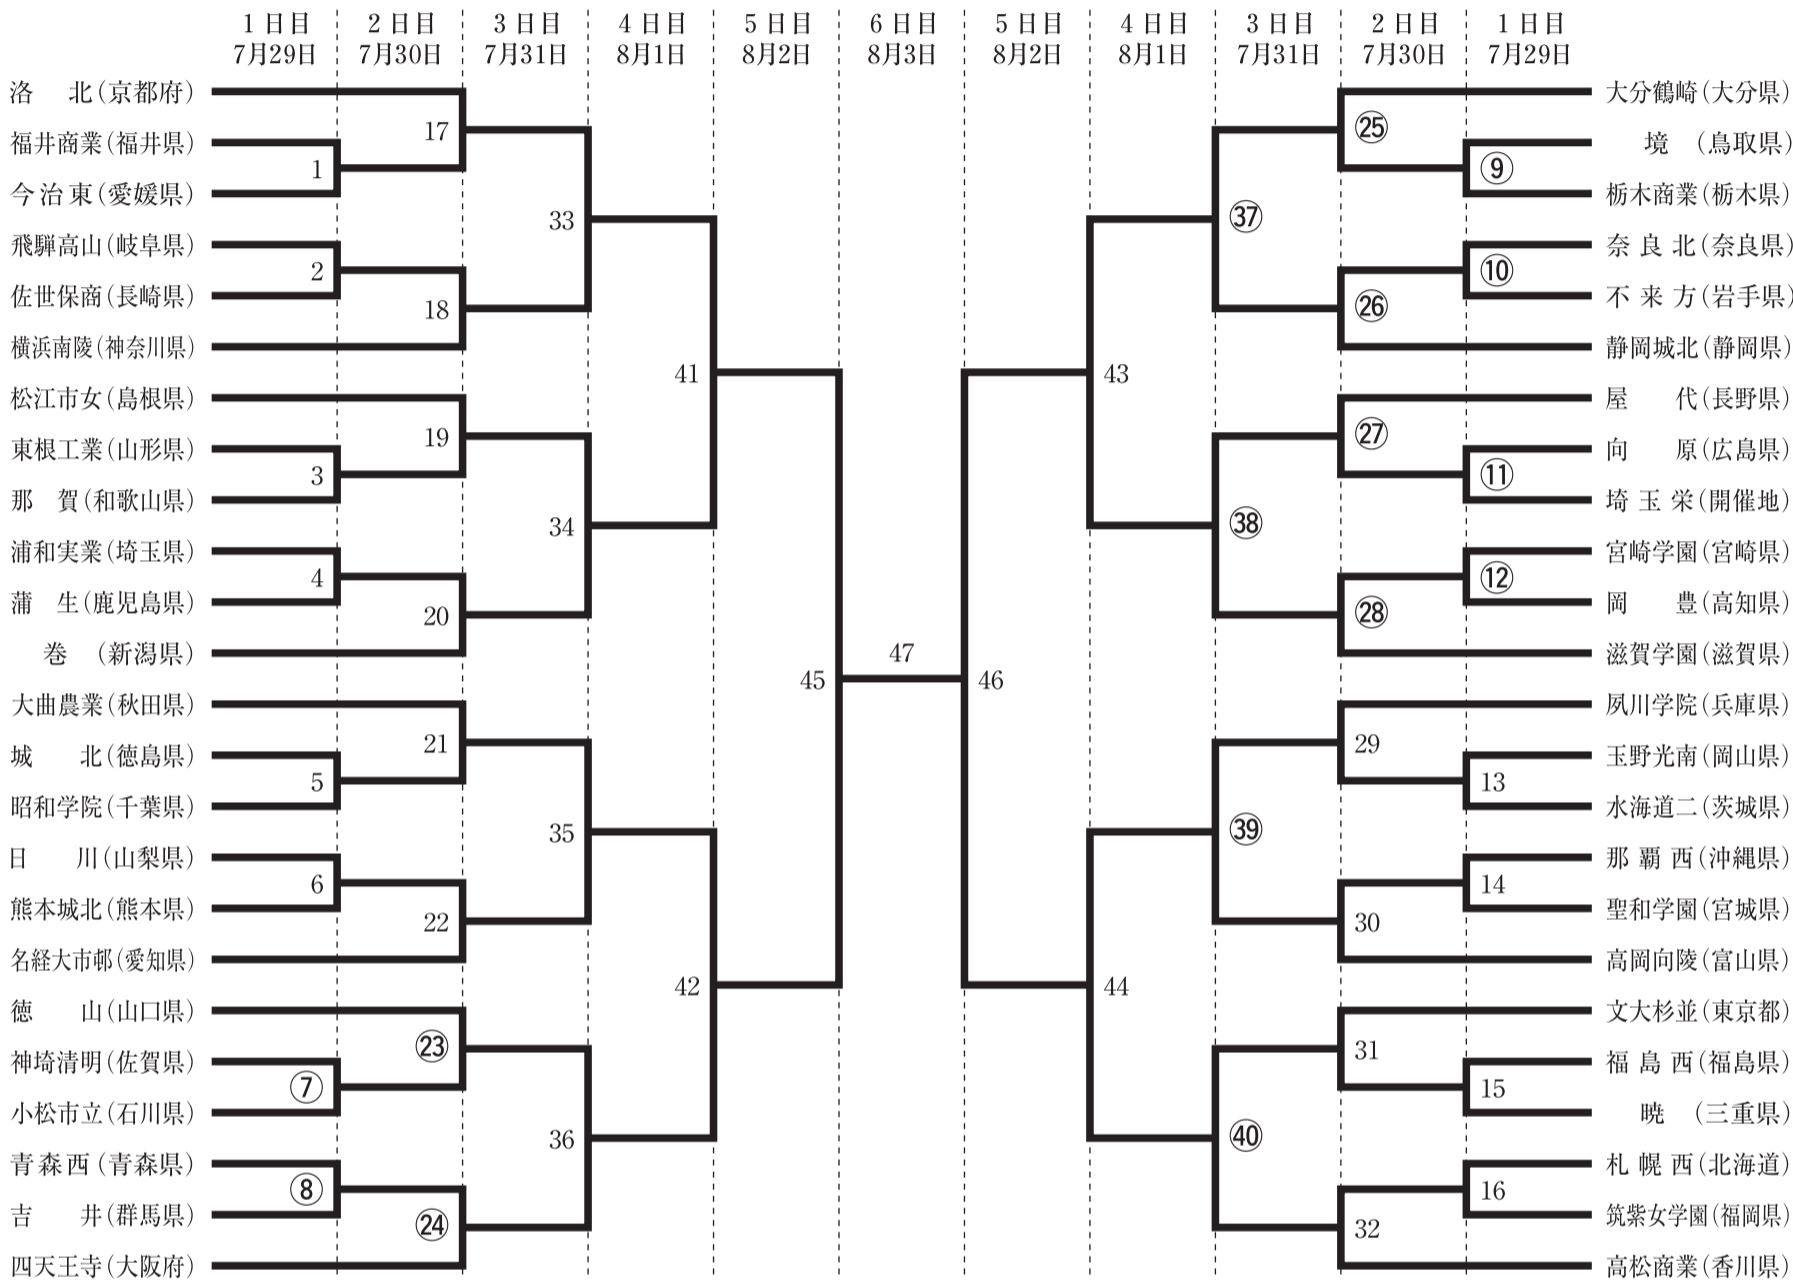 1日目 2日目 3日目 4日目 5日目 6日目 5日目 4日目 3日目 2日目 1日目
7月29日 7月30日 7月31日 8月1日 8月2日 8月3日 8月2日 8月1日 7月31日 7月30日 7月29日
洛北(京都府)
福井商業(福井県)
今治東(愛媛県)
飛騨高山(岐阜県)
佐世保商(長崎県)
横浜南陵(神奈川県)
松江市女(島根県)
東根工業(山形県)
那賀(和歌山県)
浦和実業(埼玉県)
蒲生(鹿児島県)
巻(新潟県)
大曲農業(秋田県)
城北(徳島県)
昭和学院(千葉県)
日川(山梨県)
熊本城北(熊本県)
名経大市邨(愛知県)
徳山(山口県)
神埼清明(佐賀県)
小松市立(石川県)
青森西(青森県)
吉井(群馬県)
四天王寺(大阪府)
1
2
3
4
5
6
⑦
⑧
17
18
19
20
21
22
㉓
㉔
33
34
35
36
41
42
45
47
46
43
44
㊲
㊳
㊴
㊵
㉕
㉖
㉗
㉘
29
30
31
32
⑨
⑩
⑪
⑫
13
14
15
16
大分鶴崎(大分県)
境(鳥取県)
栃木商業(栃木県)
奈良北(奈良県)
不来方(岩手県)
静岡城北(静岡県)
屋代(長野県)
向原(広島県)
埼玉栄(開催地)
宮崎学園(宮崎県)
岡豊(高知県)
滋賀学園(滋賀県)
夙川学院(兵庫県)
玉野光南(岡山県)
水海道二(茨城県)
那覇西(沖縄県)
聖和学園(宮城県)
高岡向陵(富山県)
文大杉並(東京都)
福島西(福島県)
暁(三重県)
札幌西(北海道)
筑紫女学園(福岡県)
高松商業(香川県)